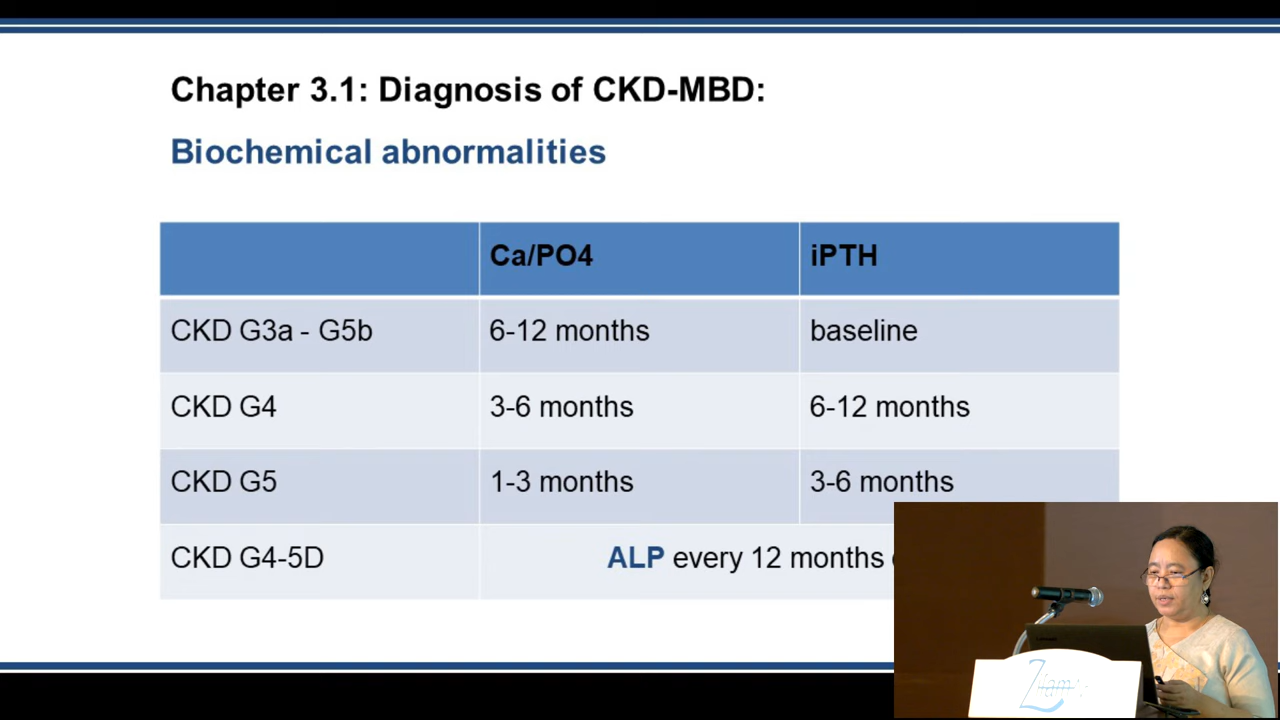 Chapter 3.1: Diagnosis of CKD-MBD:
Biochemical abnormalities
Ca/PO4 iPTH
CKD G3a - G5b 6-12 months baseline
CKD G4 3-6 months 6-12 months
CKD G5 1-3 months 3-6 months
CKD G4-5D ALP every 12 months